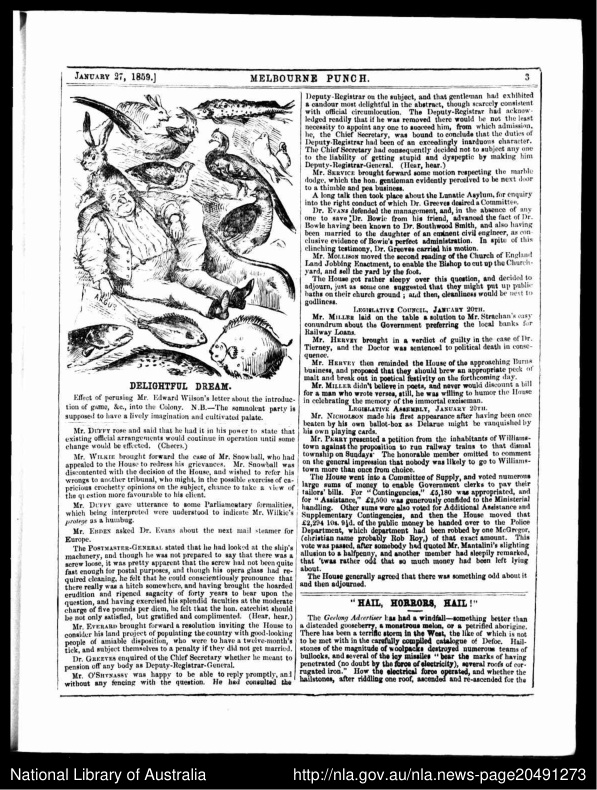 JANUARY 27, 1859.]
MELBOURNE PUNCH.
3
DELIGHTFUL DREAM.
Effect of perusing Mr. Edward Wilson's letter about the introduc-
tion of game, &c., into the Colony. N.B.—The somnolent party is
supposed to have a lively imagination and cultivated palate.
MR. DUFFY rose and said that he had it in his power to state that
existing official arrangements would continue in operation until some
change would be effected. (Cheers.)
MR. WILKIE brought forward the case of Mr. Snowball, who had
appealed to the House to redress his grievances. Mr. Snowball was
discontented with the decision of the House, and wished to refer his
wrongs to another tribunal, who might, in the possible exercise of ca-
pricious crochetty opinions on the subject, chance to take a view of
the question more favourable to his client.
MR. DUFFY gave utterance to some Parliamentary formalities,
which being interpreted were understood to indicate Mr. Wilkie's
protege as a humbug.
MR. EBDEN asked Dr. Evans about the next mail steamer for
Europe.
The POSTMASTER-GENERAL stated that he had looked at the ship's
machinery, and though he was not prepared to say that there was a
screw loose, it was pretty apparent that the screw had not been quite
fast enough for postal purposes, and though his opera glass had re-
quired cleaning, he felt that he could conscientiously pronounce that
there really was a hitch somewhere, and having brought the hoarded
erudition and ripened sagacity of forty years to bear upon the
question, and having exercised his splendid faculties at the moderate
charge of five pounds per diem, he felt that the hon. catechist should
be not only satisfied, but gratified and complimented. (Hear, hear.)
MR. EVERARD brought forward a resolution inviting the House to
consider his land project of populating the country with good-looking
people of amiable disposition, who were to have a twelve-month's
tick, and subject themselves to a penalty if they did not get married.
DR. GREEVES enquired of the Chief Secretary whether he meant to
pension off any body as Deputy-Registrar-General.
MR. O'SHANASSY was happy to be able to reply promptly, and
without any fencing with the question. He had consulted the
Deputy-Registrar on the subject, and that gentleman had exhibited
a candour most delightful in the abstract, though scarcely consistent
with official circumlocution. The Deputy-Registrar had acknow-
ledged readily that if he was removed there would be not the least
necessity to appoint any one to succeed him, from which admission,
he, the Chief Secretary, was bound to conclude that the duties of
Deputy-Registrar had been of an exceedingly inarduous character.
The Chief Secretary had consequently decided not to subject any one
to the liability of getting stupid and dyspeptic by making him
Deputy-Registrar-General. (Hear, hear.)
MR. SERVICE brought forward some motion respecting the marble
dodge, which the hon. gentleman evidently perceived to be next door
to a thimble and pea business.
A long talk then took place about the Lunatic Asylum, for enquiry
into the right conduct of which Dr. Greeves desired a Committee.
DR. EVANS defended the management, and, in the absence of any
one to save Dr. Bowie from his friend, advanced the fact of Dr.
Bowie having been known to Dr. Southwood Smith, and also having
been married to the daughter of an eminent civil engineer, as con-
clusive evidence of Bowie's perfect administration. In spite of this
clinching testimony, Dr. Greeves carried his motion.
MR. MOLLISON moved the second reading of the Church of England
Land Jobbing Enactment, to enable the Bishop to cut up the Church-
yard, and sell the yard by the foot.
The House got rather sleepy over this question, and decided to
adjourn, just as some one suggested that they might put up public
baths on their church ground; and then, cleanliness would be next to
godliness.
LEGISLATIVE COUNCIL, JANUARY 20TH.
MR. MILLER laid on the table a solution to Mr. Strachan's easy
conundrum about the Government preferring the local banks for
Railway Loans.
MR. HERVEY brought in a verdict of guilty in the case of Dr.
Tierney, and the Doctor was sentenced to political death in conse-
quence.
MR. HERVEY then reminded the House of the approaching Burns
business, and proposed that they should brew an appropriate peck of
malt and break out in poetical festivity on the forthcoming day.
MR. MILLER didn't believe in poets, and never would discount a bill
for a man who wrote verses, still, he was willing to humor the House
in celebrating the memory of the immortal exciseman.
LEGISLATIVE ASSEMBLY, JANUARY 20TH.
MR. NICHOLSON made his first appearance after having been once
beaten by his own ballot-box as Delarue might be vanquished by
his own playing cards.
MR. PERRY presented a petition from the inhabitants of Williams-
town against the proposition to run railway trains to that dismal
township on Sundays. The honorable member omitted to comment
on the general impression that nobody was likely to go to Williams-
town more than once from choice.
The House went into a Committee of Supply, and voted numerous
large sums of money to enable Government clerks to pay their
tailors' bills. For "Contingencies," £5,180 was appropriated, and
for "Assistance," £2,500 was generously confided to the Ministerial
handling. Other sums were also voted for Additional Assistance and
Supplementary Contingencies, and then the House moved that
£2,294 10s. 9½d. of the public money be handed over to the Police
Department, which department had been robbed by one McGregor,
(christian name probably Rob Roy,) of that exact amount. This
vote was passed, after somebody had quoted Mr. Mantalini's slighting
allusion to a halfpenny, and another member had sleepily remarked,
that 'twas rather odd that so much money had been left lying
about.
The House generally agreed that there was something odd about it
and then adjourned.
"HAIL, HORRORS, HAIL!"
The Geelong Advertiser has had a windfall—something better than
a distended gooseberry, a monstrous melon, or a petrified aborigine.
There has been a terrific storm in the West, the like of which is not
to be met with in the carefully compiled catalogue of Defoe. Hail-
stones of the magnitude of woolpacks destroyed numerous teams of
bullocks, and several of the icy missiles "bear the marks of having
penetrated (no doubt by the force of electricity), several roofs of cor-
rugated iron." How the electrical force operated, and whether the
hailstones, after riddling one roof, ascended and re-ascended for the
National Library of Australia
http://nla.gov.au/nla.news-page20491273